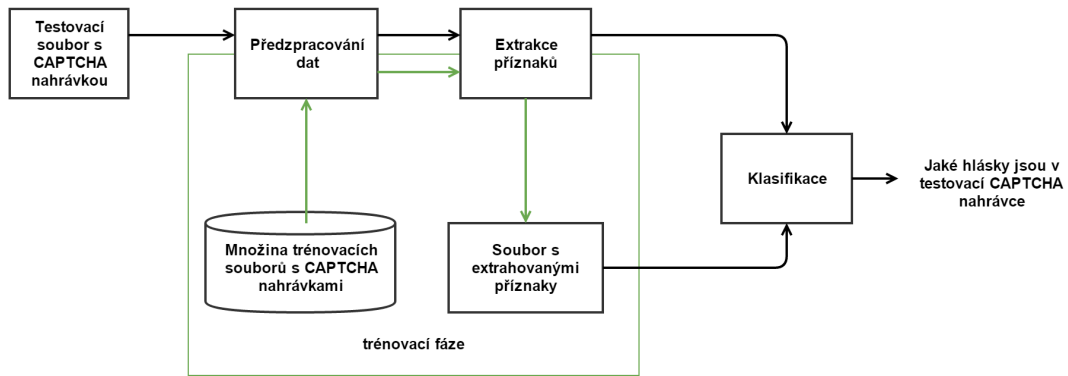 Testovací
soubor s
CAPTCHA
nahrávkou
Předzpracování
dat
Extrakce
příznaků
Klasifikace
Jaké hlásky jsou v
testovací CAPTCHA
nahrávce
Množina trénovacích
souborů s CAPTCHA
nahrávkami
Soubor s
extrahovanými
příznaky
trénovací fáze